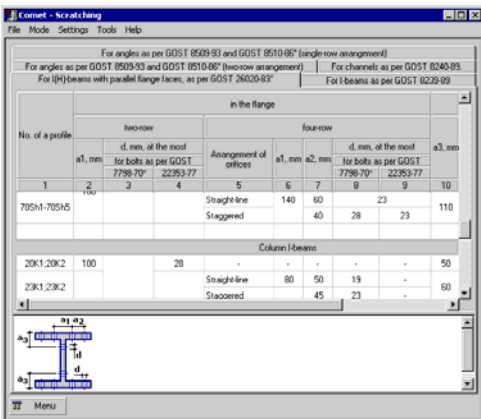 Comet - Scratching
File Mode Settings Tools Help
For angles as per GOST 8509-93 and GOST 8510-86* (single-row arrangement)
For angles as per GOST 8509-93 and GOST 8510-86* (two-row arrangement) For channels as per GOST 8240-89.
For I(H)-beams with parallel flange faces, as per GOST 26020-83* For I-beams as per GOST 8239-89
No. of a profile in the flange
two-row four-row
a1, mm d, mm, at the most Arrangement of orifices a1, mm a2, mm d, mm, at the most a3, mm
for bolts as per GOST for bolts as per GOST
7798-70* 22353-77 7798-70* 22353-77
1 2 3 4 5 6 7 8 9 10
70Sh1-70Sh5 Straight-line 140 60 23 110
Staggered 40 28 23
Column I-beams
20K1;20K2 100 28 - - - - - 50
23K1;23K2 Straight-line 80 50 19 - 60
Staggered 45 23 -
a1 a2
a3
d
d
a3
Menu